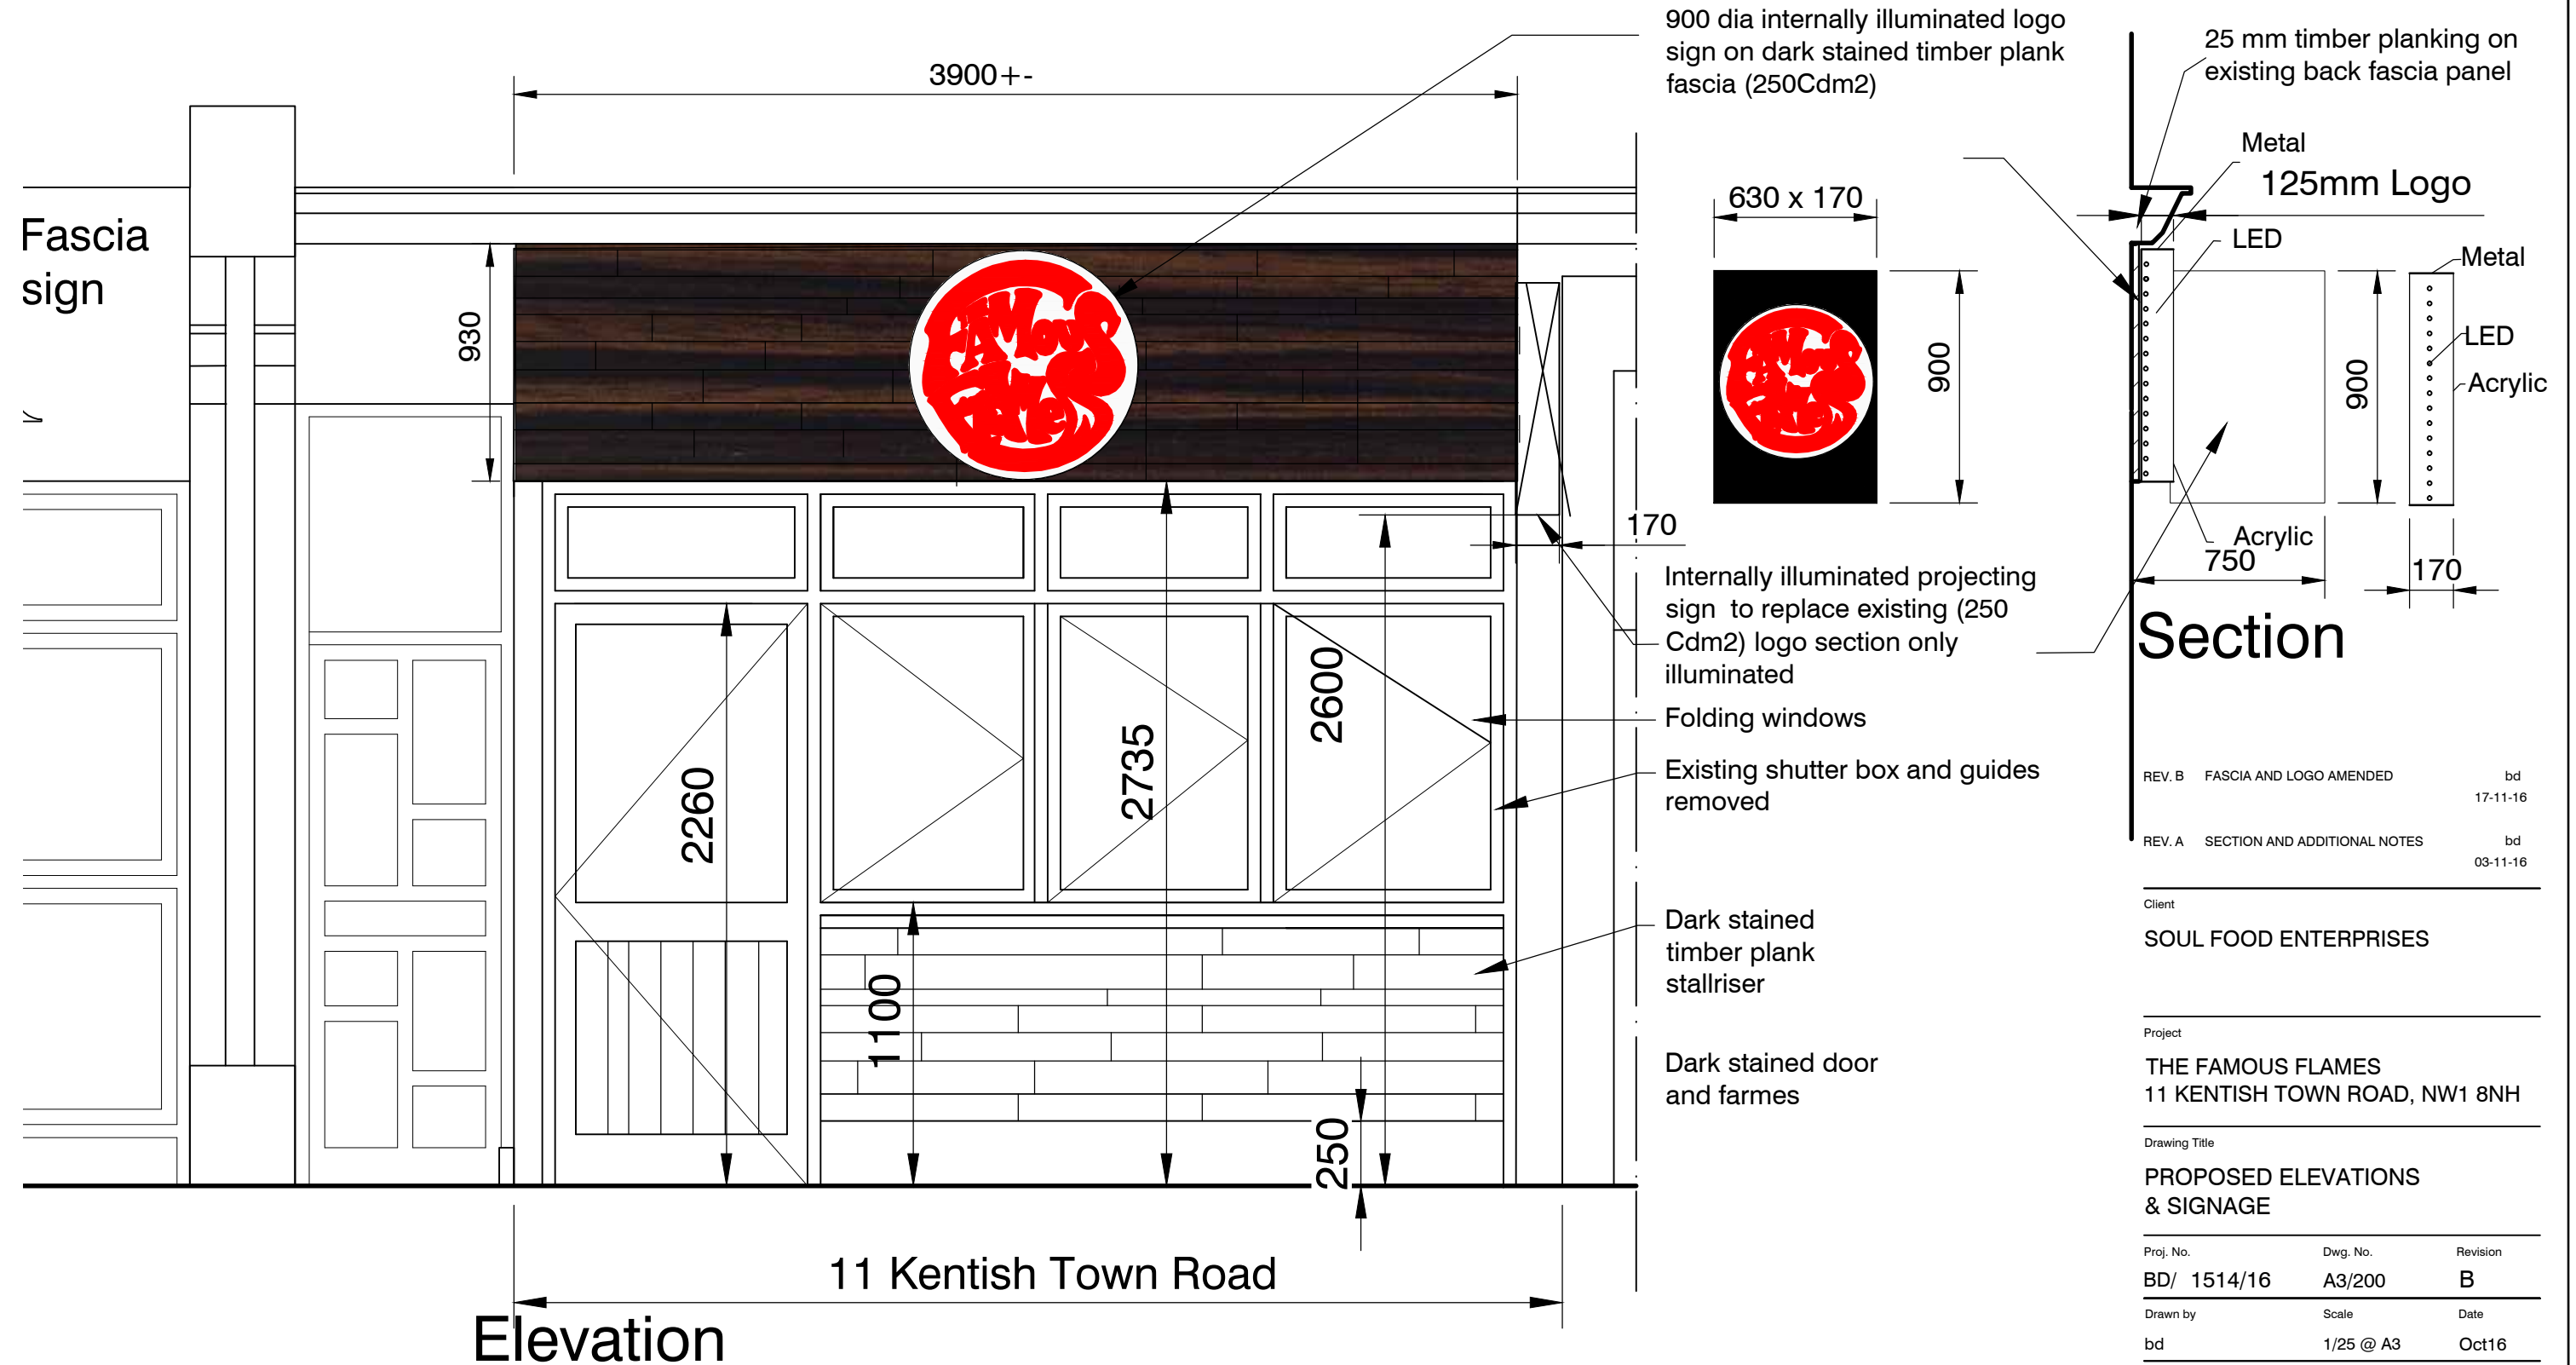 900 dia internally illuminated logo
sign on dark stained timber plank
fascia (250Cdm2)
25 mm timber planking on
existing back fascia panel
3900+-
Metal
125mm Logo
630 x 170
Fascia
sign
LED
Metal
930
FAMous
900
900
LED
Acrylic
170
Acrylic
750
170
Internally illuminated projecting
sign to replace existing (250
Cdm2) logo section only
illuminated
Section
Folding windows
Existing shutter box and guides
removed
2260
2735
2600
1100
250
Dark stained
timber plank
stallriser
Dark stained door
and farmes
REV. B FASCIA AND LOGO AMENDED bd
17-11-16
REV. A SECTION AND ADDITIONAL NOTES bd
03-11-16
Client
SOUL FOOD ENTERPRISES
Project
THE FAMOUS FLAMES
11 KENTISH TOWN ROAD, NW1 8NH
Drawing Title
PROPOSED ELEVATIONS
& SIGNAGE
Proj. No. Dwg. No. Revision
BD/ 1514/16 A3/200 B
Drawn by Scale Date
bd 1/25 @ A3 Oct16
11 Kentish Town Road
Elevation